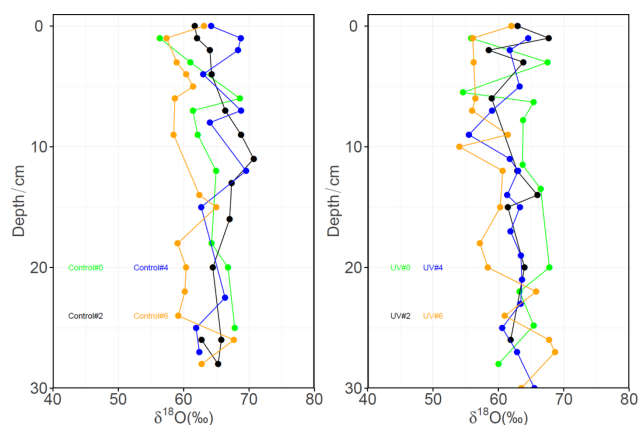 0
10
20
30
Depth/cm
Control#0
Control#4
Control#2
Control#6
40
50
60
70
80
δ¹⁸O(‰)
0
10
20
30
Depth/cm
UV#0
UV#4
UV#2
UV#6
40
50
60
70
80
δ¹⁸O(‰)